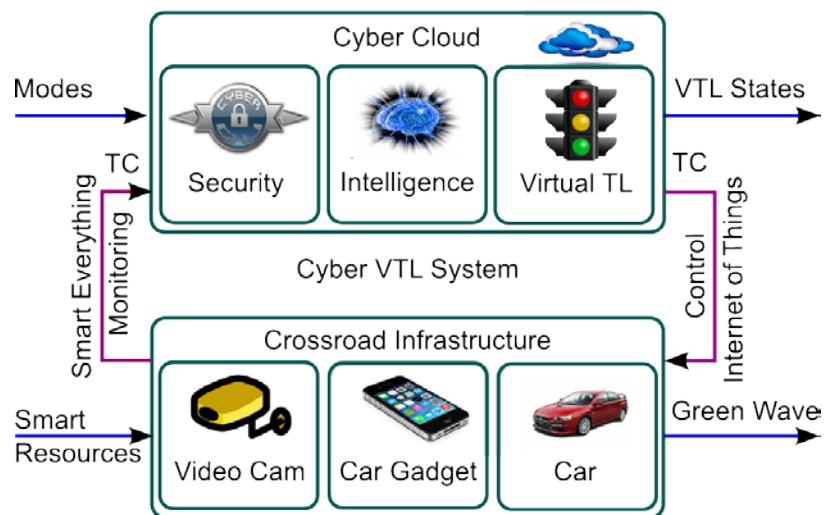 Cyber Cloud
Modes
VTL States
CYBER
TC
TC
Security
Intelligence
Virtual TL
Smart Everything
Monitoring
Cyber VTL System
Control
Internet of Things
Crossroad Infrastructure
Smart
Resources
Green Wave
Video Cam
Car Gadget
Car